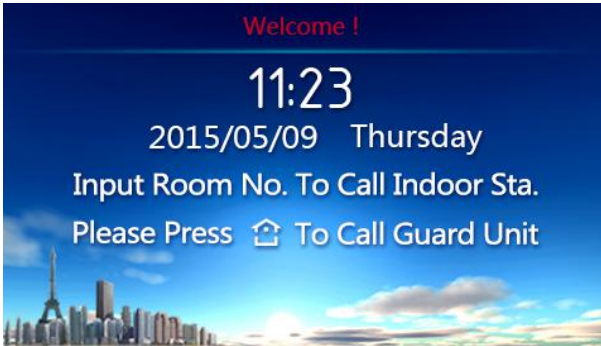 Welcome !
11:23
2015/05/09 Thursday
Input Room No. To Call Indoor Sta.
Please Press To Call Guard Unit